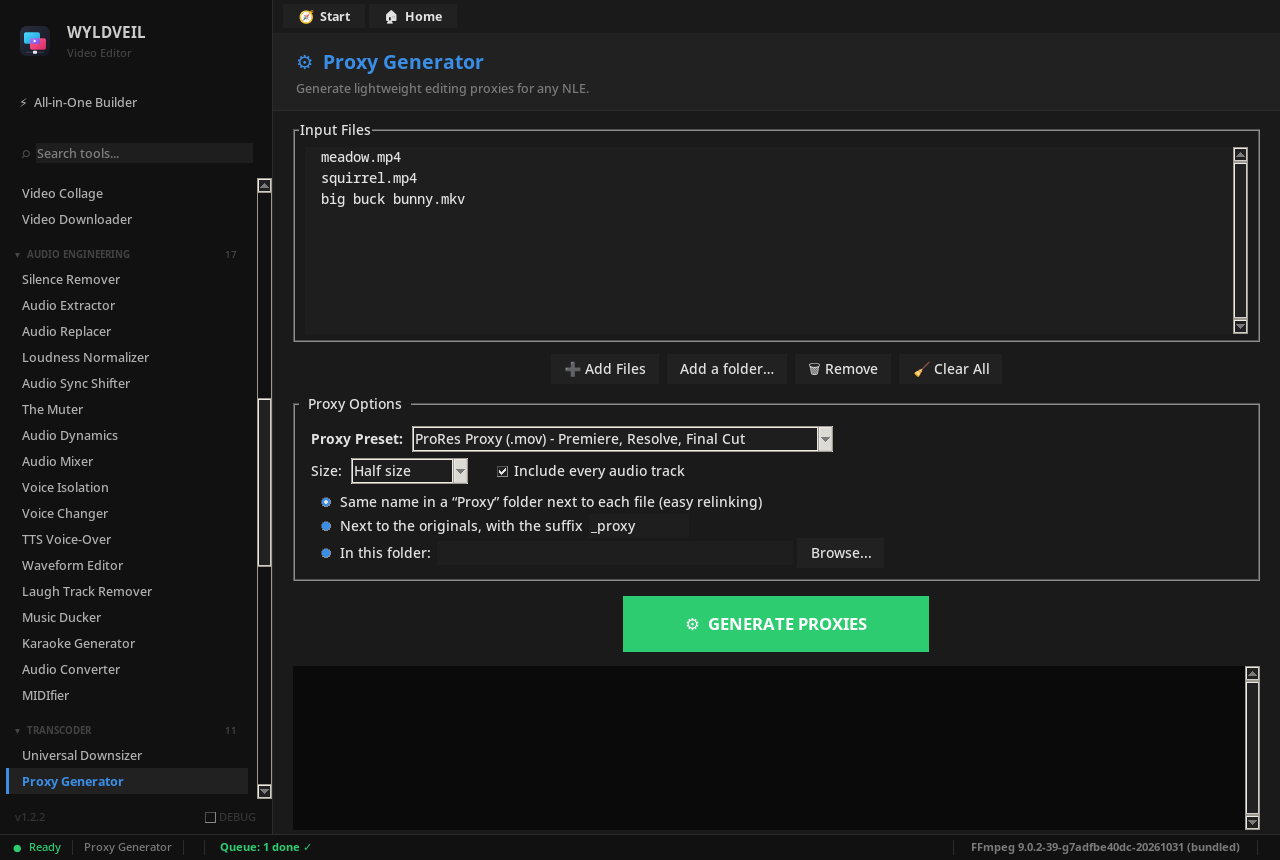 WYLDVEIL
Video Editor
⚡ All-in-One Builder
Search tools...
Video Collage
Video Downloader
▾ AUDIO ENGINEERING 17
Silence Remover
Audio Extractor
Audio Replacer
Loudness Normalizer
Audio Sync Shifter
The Muter
Audio Dynamics
Audio Mixer
Voice Isolation
Voice Changer
TTS Voice-Over
Waveform Editor
Laugh Track Remover
Music Ducker
Karaoke Generator
Audio Converter
MIDIfier
▾ TRANSCODER 11
Universal Downsizer
Proxy Generator
v1.2.2 DEBUG
🧭 Start 🏠 Home
⚙ Proxy Generator
Generate lightweight editing proxies for any NLE.
Input Files
meadow.mp4
squirrel.mp4
big buck bunny.mkv
➕ Add Files Add a folder... 🗑 Remove 🧹 Clear All
Proxy Options
Proxy Preset: ProRes Proxy (.mov) - Premiere, Resolve, Final Cut
Size: Half size Include every audio track
Same name in a “Proxy” folder next to each file (easy relinking)
Next to the originals, with the suffix _proxy
In this folder: Browse...
⚙ GENERATE PROXIES
● Ready Proxy Generator Queue: 1 done ✓ FFmpeg 9.0.2-39-g7adfbe40dc-20261031 (bundled)